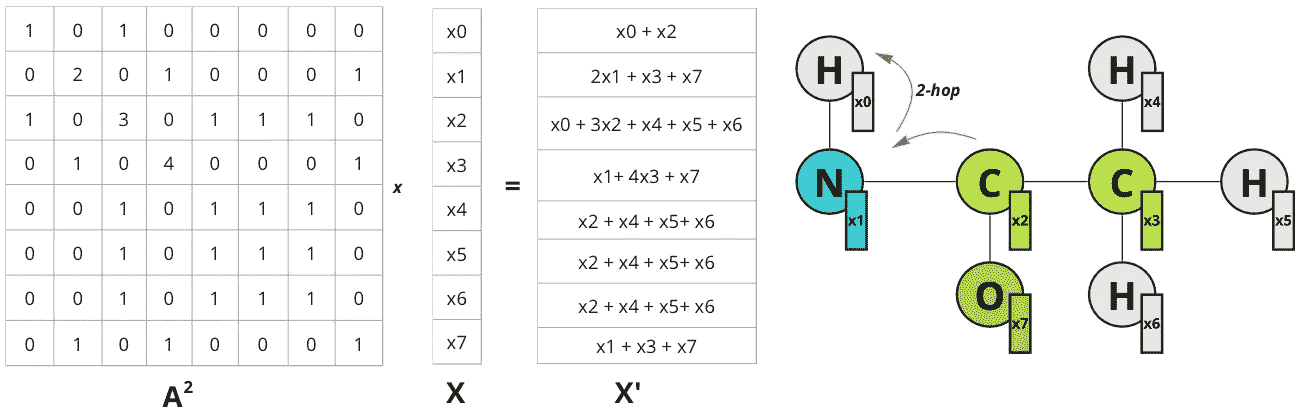 1 0 1 0 0 0 0 0
0 2 0 1 0 0 0 1
1 0 3 0 1 1 1 0
0 1 0 4 0 0 0 1
0 0 1 0 1 1 1 0
0 0 1 0 1 1 1 0
0 0 1 0 1 1 1 0
0 1 0 1 0 0 0 1
A²
x
x0
x1
x2
x3
x4
x5
x6
x7
X
=
x0 + x2
2x1 + x3 + x7
x0 + 3x2 + x4 + x5 + x6
x1+ 4x3 + x7
x2 + x4 + x5+ x6
x2 + x4 + x5+ x6
x2 + x4 + x5+ x6
x1 + x3 + x7
X'
H
x0
2-hop
H
x4
N
x1
C
x2
C
x3
H
x5
O
x7
H
x6